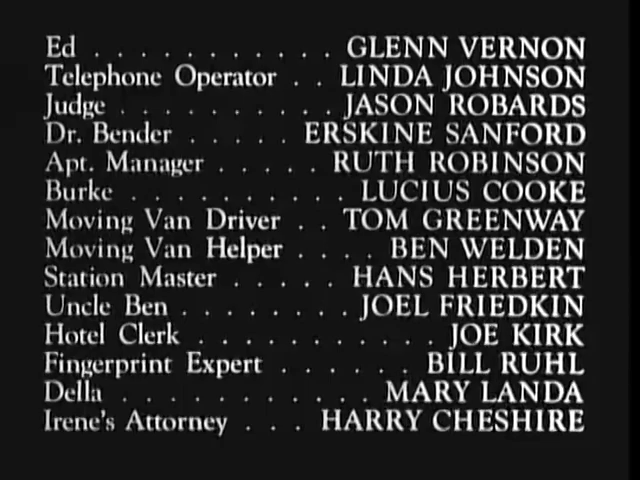 Ed . . . . . . . . . . . GLENN VERNON
Telephone Operator . . LINDA JOHNSON
Judge . . . . . . . . . . JASON ROBARDS
Dr. Bender . . . . . ERSKINE SANFORD
Apt. Manager . . . . . RUTH ROBINSON
Burke . . . . . . . . . . LUCIUS COOKE
Moving Van Driver . . TOM GREENWAY
Moving Van Helper . . . . BEN WELDEN
Station Master . . . . . HANS HERBERT
Uncle Ben . . . . . . . . JOEL FRIEDKIN
Hotel Clerk . . . . . . . . . . . JOE KIRK
Fingerprint Expert . . . . . . BILL RUHL
Della . . . . . . . . . . . MARY LANDA
Irene's Attorney . . . HARRY CHESHIRE